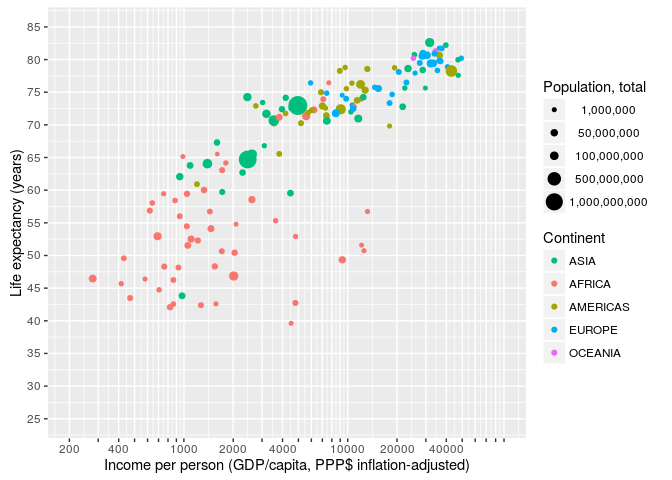 85
80
75
70
65
60
55
50
45
40
35
30
25
Life expectancy (years)
200 400 1000 2000 4000 10000 20000 40000
Income per person (GDP/capita, PPP$ inflation-adjusted)
Population, total
1,000,000
50,000,000
100,000,000
500,000,000
1,000,000,000
Continent
ASIA
AFRICA
AMERICAS
EUROPE
OCEANIA